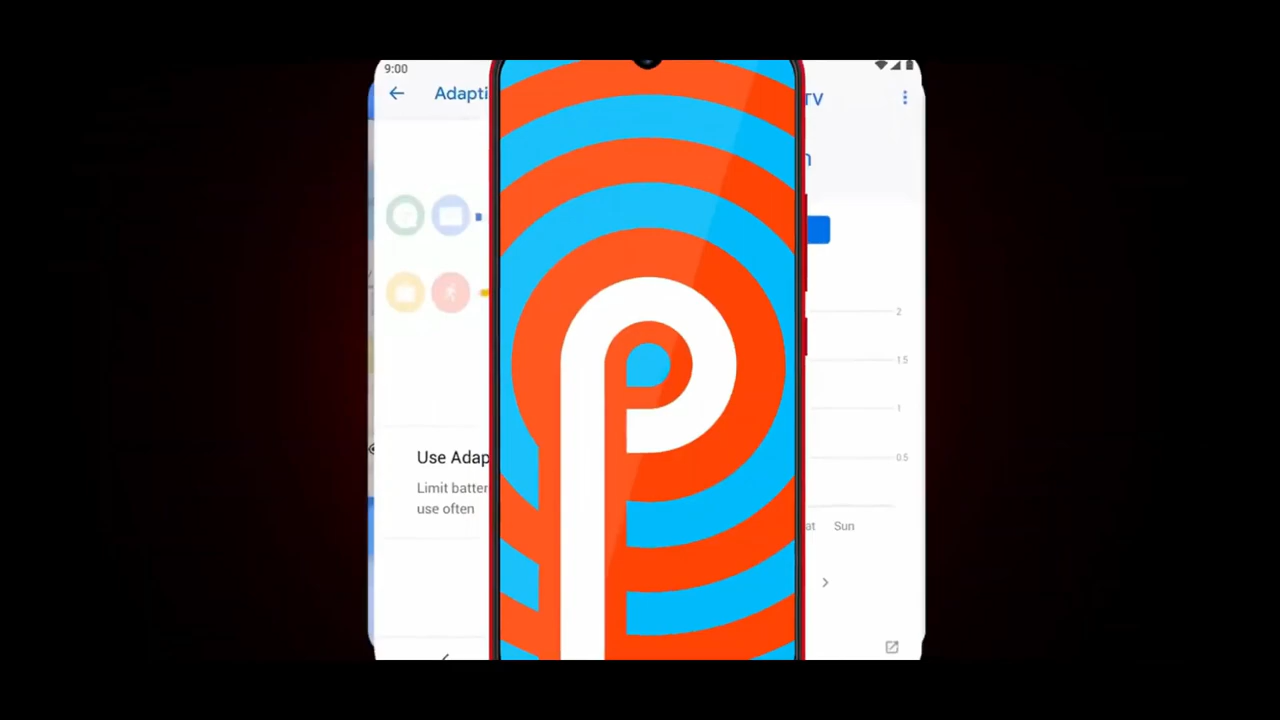 9:00
Adapti
TV
n
2
1.5
1
0.5
Use Adap
Limit batter
use often
at Sun